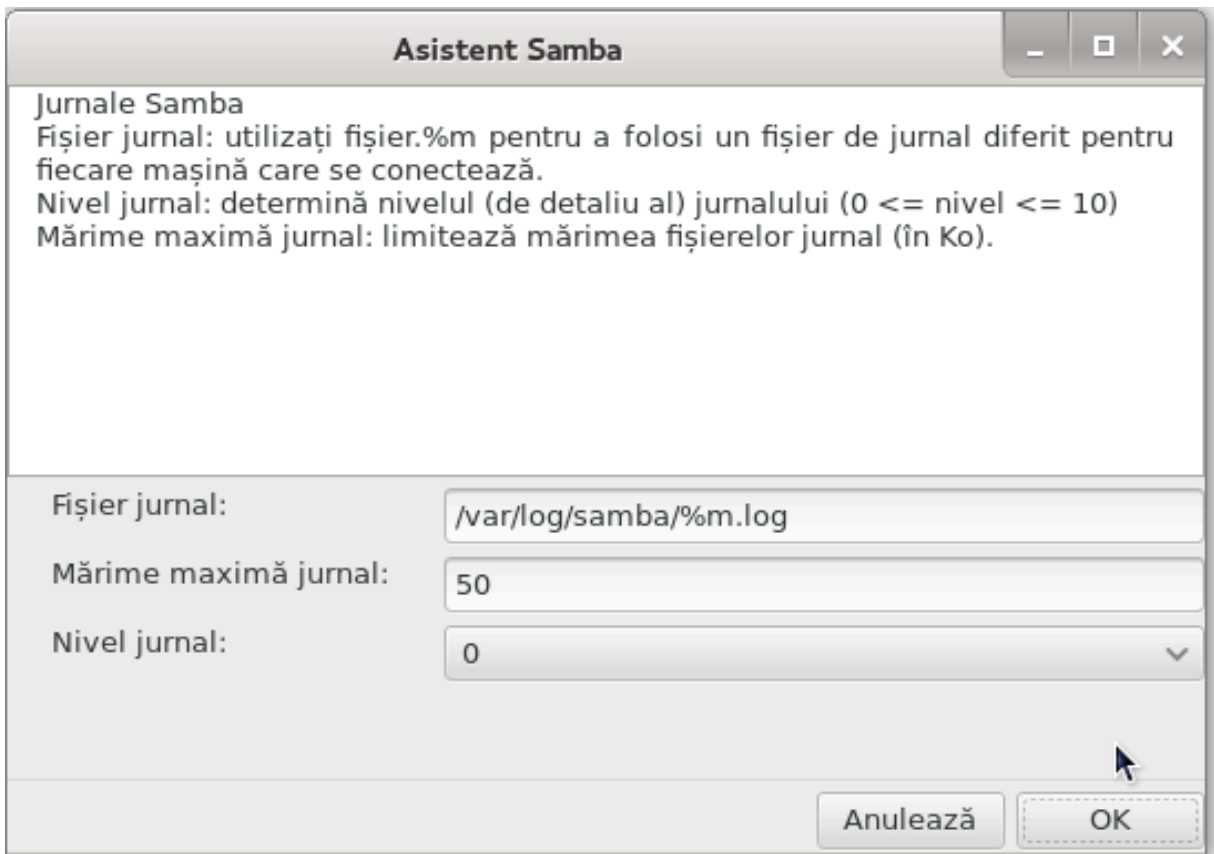 Asistent Samba
Jurnale Samba
Fișier jurnal: utilizați fișier.%m pentru a folosi un fișier de jurnal diferit pentru
fiecare mașină care se conectează.
Nivel jurnal: determină nivelul (de detaliu al) jurnalului (0 <= nivel <= 10)
Mărime maximă jurnal: limitează mărimea fișierelor jurnal (în Ko).
Fișier jurnal:
/var/log/samba/%m.log
Mărime maximă jurnal:
50
Nivel jurnal:
0
Anulează
OK